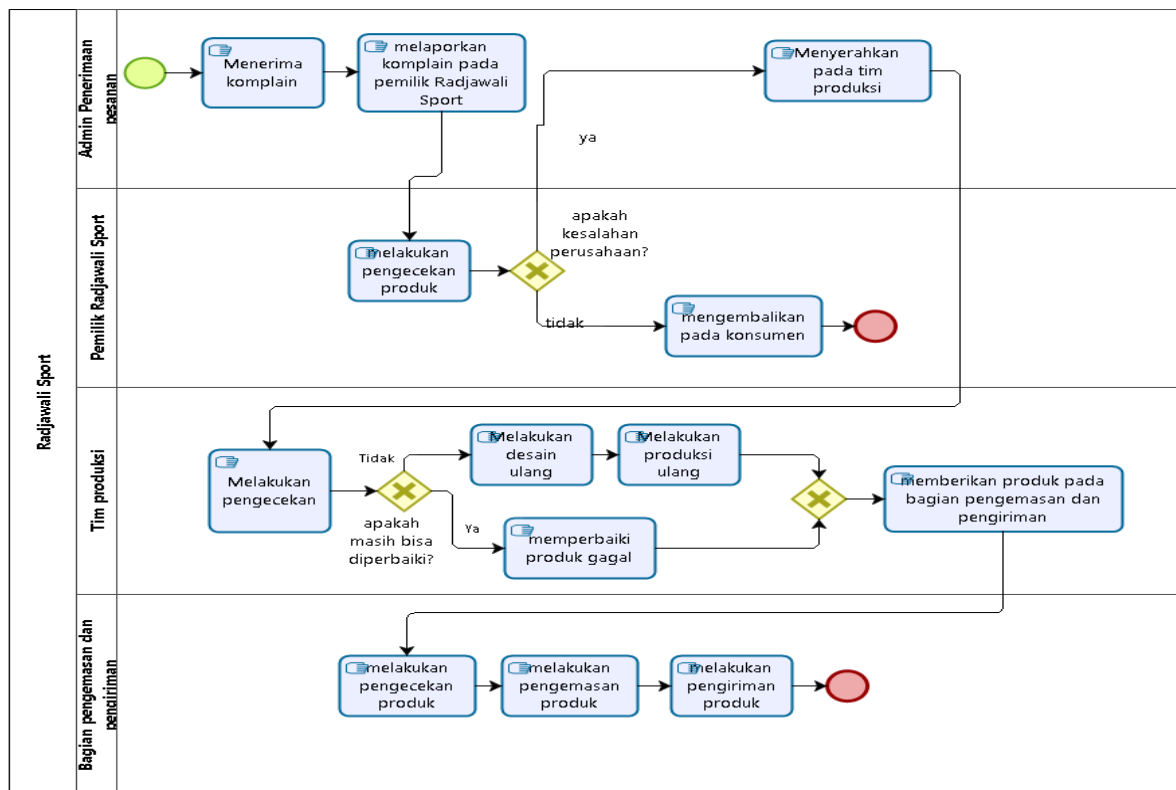 Radjawali Sport
Admin Penerimaan
pesanan
Menerima
komplain
melaporkan
komplain pada
pemilik Radjawali
Sport
Menyerahkan
pada tim
produksi
ya
Pemilik Radjawali Sport
melakukan
pengecekan
produk
apakah
kesalahan
perusahaan?
tidak
mengembalikan
pada konsumen
Tim produksi
Melakukan
pengecekan
Tidak
apakah
masih bisa
diperbaiki?
Ya
Melakukan
desain
ulang
Melakukan
produksi
ulang
memperbaiki
produk gagal
memberikan produk pada
bagian pengemasan dan
pengiriman
Bagian pengemasan dan
pengiriman
melakukan
pengecekan
produk
melakukan
pengemasan
produk
melakukan
pengiriman
produk